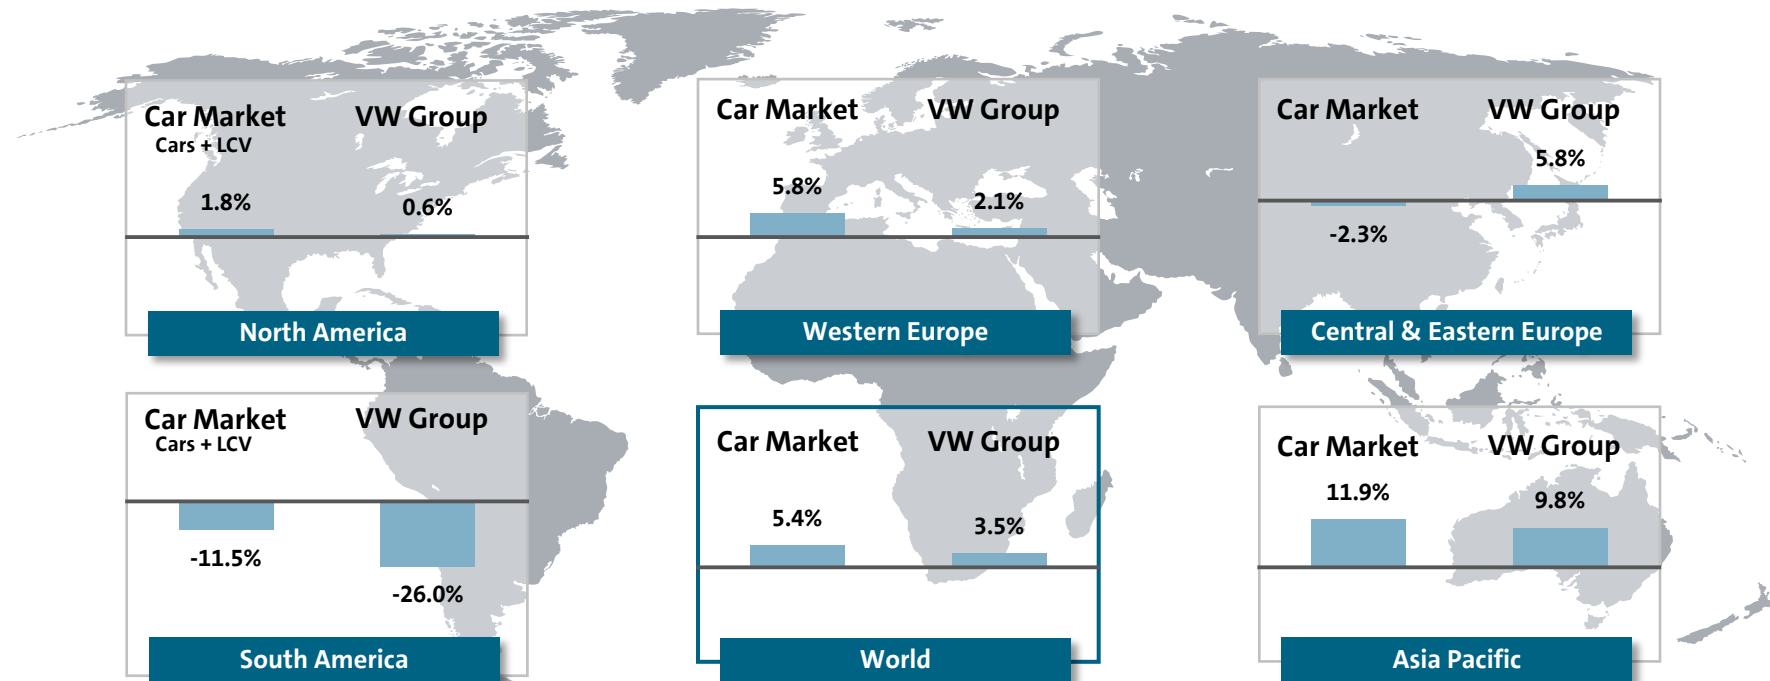 Car Market VW Group
Cars + LCV
1.8% 0.6%
North America
Car Market VW Group
5.8% 2.1%
Western Europe
Car Market VW Group
5.8%
-2.3%
Central & Eastern Europe
Car Market VW Group
Cars + LCV
-11.5%
-26.0%
South America
Car Market VW Group
5.4% 3.5%
World
Car Market VW Group
11.9% 9.8%
Asia Pacific